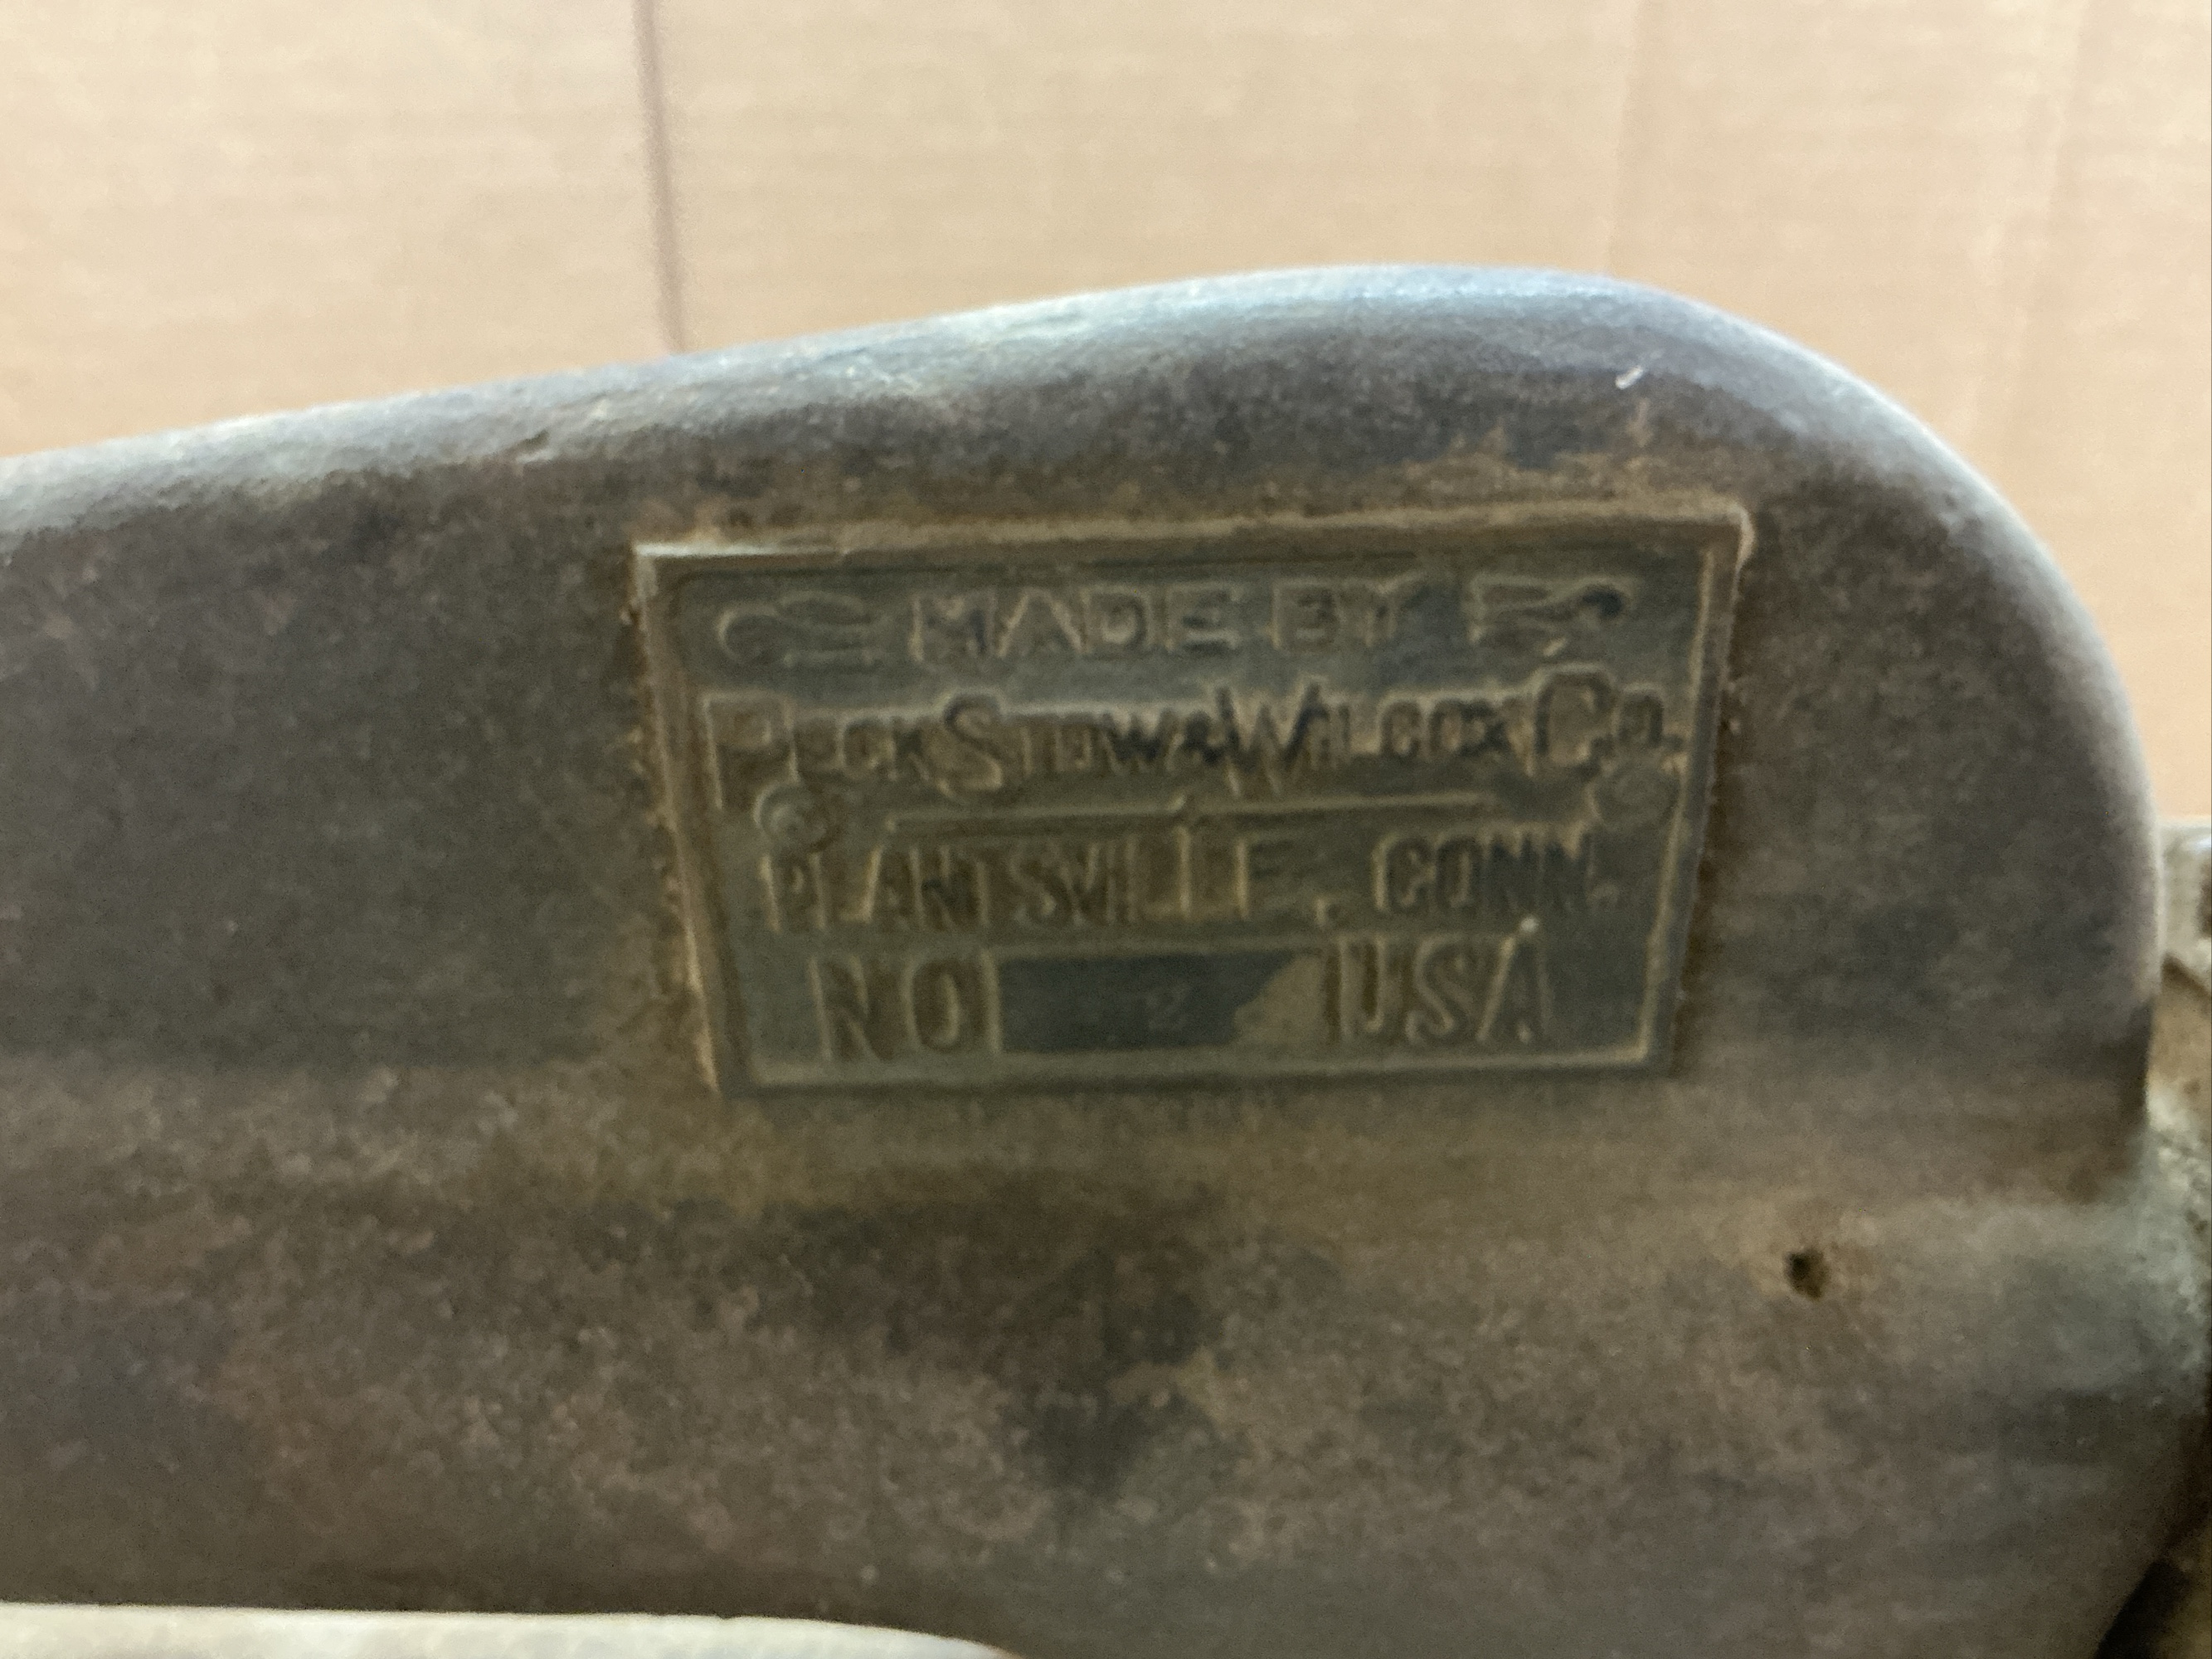 MADE BY
PECK STOW & WILCOX CO.
PLANTSVILLE, CONN.
NO 2 USA